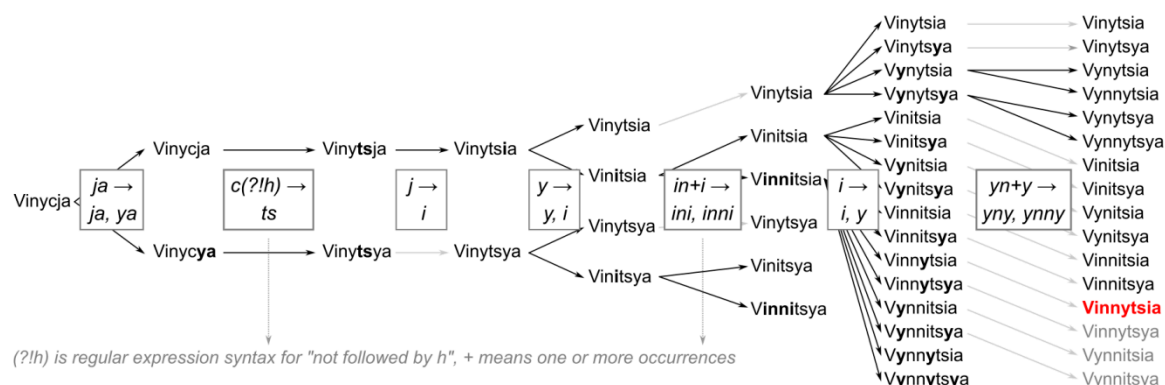 Vinycja
ja →
ja, ya
Vinycja
Vinycya
c(?!h) →
ts
Vinytsja
Vinytsya
j →
i
Vinytsia
Vinytsya
y →
y, i
Vinytsia
Vinitsia
Vinytsya
Vinitsya
in+i →
ini, inni
Vinytsia
Vinitsia
Vinnitsia
Vinytsya
Vinitsya
Vinnitsya
i →
i, y
Vinytsia
Vinytsya
Vynytsia
Vynytsya
Vinitsia
Vinitsya
Vynitsia
Vynitsya
Vinnitsia
Vinnitsya
Vinnytsia
Vinnytsya
Vynnitsia
Vynnitsya
Vynnytsia
Vynnytsya
yn+y →
yny, ynny
Vinytsia
Vinytsya
Vynytsia
Vynnytsia
Vynytsya
Vynnytsya
Vinitsia
Vinitsya
Vynitsia
Vynitsya
Vinnitsia
Vinnitsya
Vinnytsia
Vinnytsya
Vynnitsia
Vynnitsya
(?!h) is regular expression syntax for "not followed by h", + means one or more occurrences